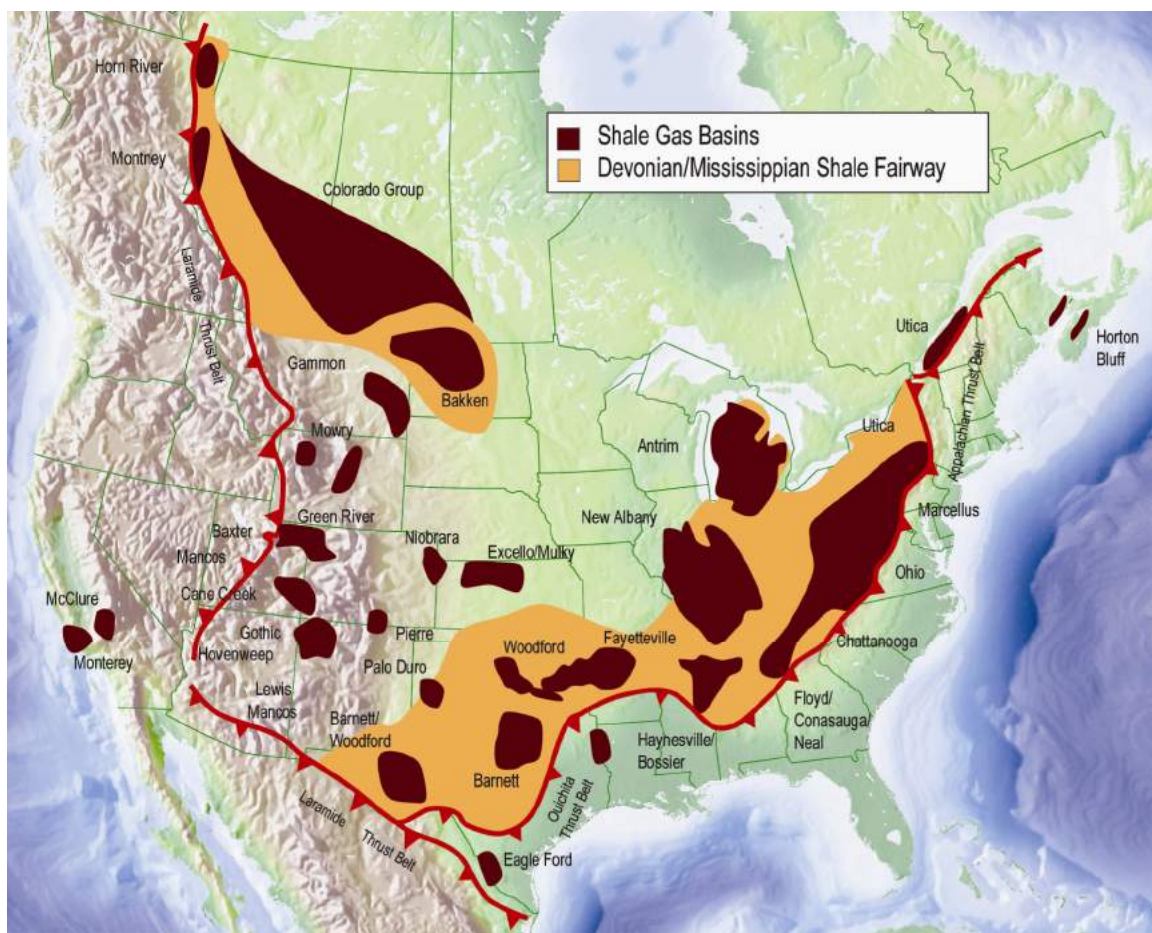 Horn River
Shale Gas Basins
Devonian/Mississippian Shale Fairway
Montney
Colorado Group
Laramide
Thrust Belt
Utica
Horton
Bluff
Gammon
Bakken
Appalachian Thrust Belt
Mowry
Antrim
Utica
Marcellus
Green River
New Albany
Baxter
Niobrara
Excello/Mulky
Mancos
Ohio
Cane Creek
McClure
Gothic
Pierre
Woodford
Fayetteville
Chattanooga
Hovenweep
Monterey
Palo Duro
Lewis
Mancos
Floyd/
Conasauga/
Neal
Barnett/
Woodford
Haynesville/
Bossier
Barnett
Ouichita
Thrust Belt
Laramide
Thrust Belt
Eagle Ford